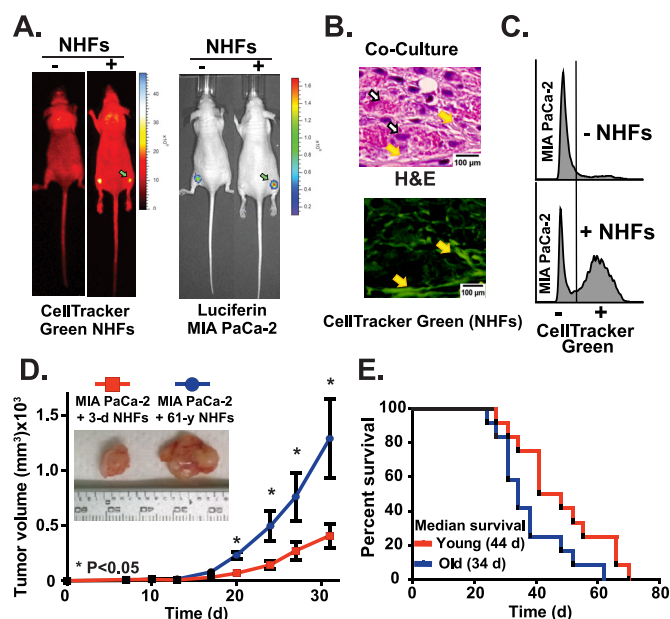 A.
NHFs
- +
NHFs
- +
CellTracker
Green NHFs
Luciferin
MIA PaCa-2
B.
Co-Culture
100 µm
H&E
100 µm
CellTracker Green (NHFs)
C.
MIA PaCa-2
- NHFs
MIA PaCa-2
+ NHFs
- +
CellTracker
Green
D.
MIA PaCa-2
+ 3-d NHFs
MIA PaCa-2
+ 61-y NHFs
Tumor volume (mm³)x10³
1.5
1.0
0.5
0
* * * *
* P<0.05
0 10 20 30
Time (d)
E.
Percent survival
100
80
60
40
20
0
Median survival
Young (44 d)
Old (34 d)
0 20 40 60 80
Time (d)